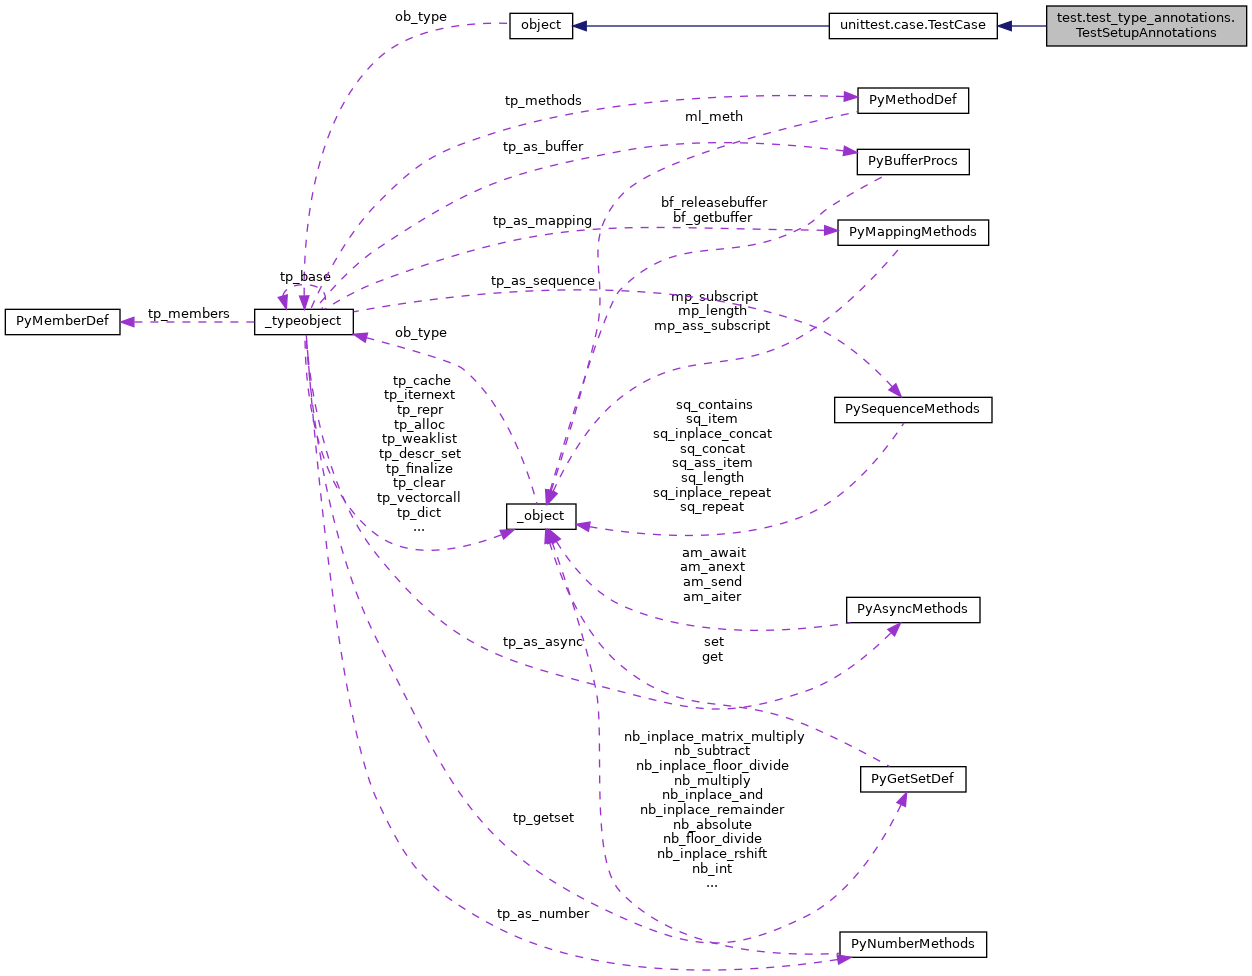 ob_type
object
unittest.case.TestCase
test.test_type_annotations.
TestSetupAnnotations
tp_methods
PyMethodDef
ml_meth
tp_as_buffer
PyBufferProcs
bf_releasebuffer
bf_getbuffer
tp_as_mapping
PyMappingMethods
tp_base
tp_as_sequence
mp_subscript
mp_length
mp_ass_subscript
PyMemberDef
tp_members
_typeobject
ob_type
tp_cache
tp_iternext
tp_repr
tp_alloc
tp_weaklist
tp_descr_set
tp_finalize
tp_clear
tp_vectorcall
tp_dict
...
sq_contains
sq_item
sq_inplace_concat
sq_concat
sq_ass_item
sq_length
sq_inplace_repeat
sq_repeat
PySequenceMethods
_object
am_await
am_anext
am_send
am_aiter
PyAsyncMethods
tp_as_async
set
get
nb_inplace_matrix_multiply
nb_subtract
nb_inplace_floor_divide
nb_multiply
nb_inplace_and
nb_inplace_remainder
nb_absolute
nb_floor_divide
nb_inplace_rshift
nb_int
...
PyGetSetDef
tp_getset
tp_as_number
PyNumberMethods